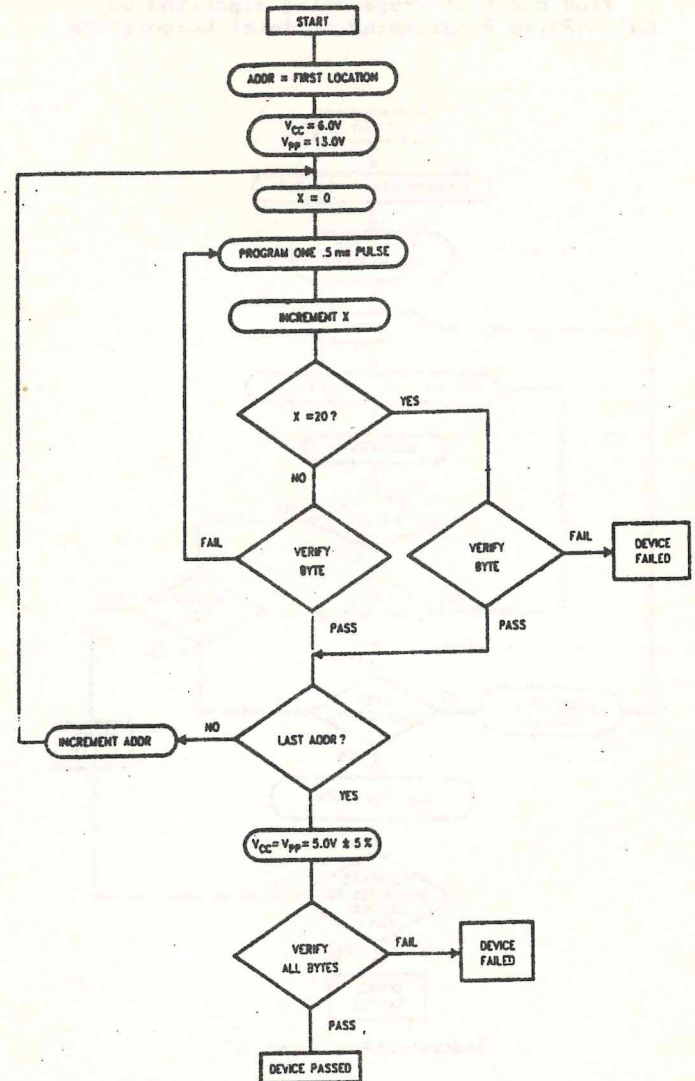 START
ADDR = FIRST LOCATION
VCC = 6.0V
VPP = 13.0V
X = 0
PROGRAM ONE .5ms PULSE
INCREMENT X
X =20?
YES
NO
VERIFY
BYTE
FAIL
VERIFY
BYTE
FAIL
DEVICE
FAILED
PASS
PASS
LAST ADDR?
NO
INCREMENT ADDR
YES
VCC=VPP=5.0V ± 5%
VERIFY
ALL BYTES
FAIL
DEVICE
FAILED
PASS
DEVICE PASSED